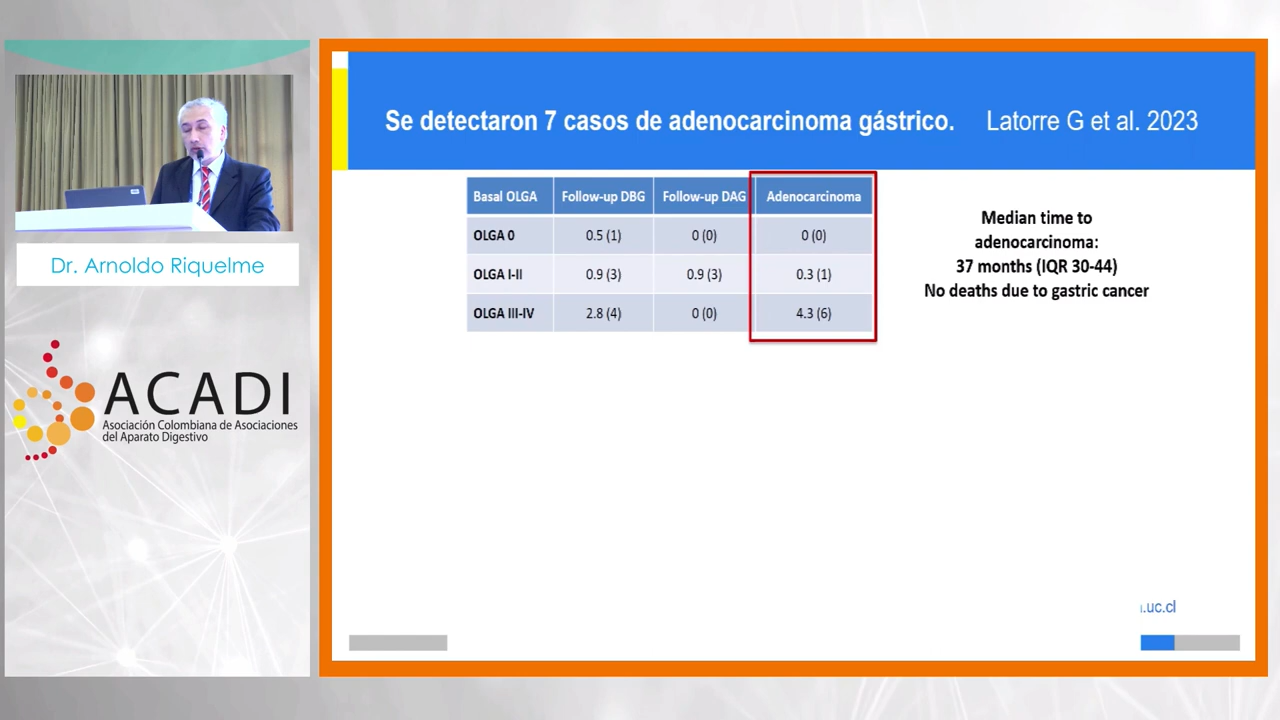 Se detectaron 7 casos de adenocarcinoma gástrico. Latorre G et al. 2023
Basal OLGA Follow-up DBG Follow-up DAG Adenocarcinoma
OLGA 0 0.5 (1) 0 (0) 0 (0)
OLGA I-II 0.9 (3) 0.9 (3) 0.3 (1)
OLGA III-IV 2.8 (4) 0 (0) 4.3 (6)
Median time to
adenocarcinoma:
37 months (IQR 30-44)
No deaths due to gastric cancer
Dr. Arnoldo Riquelme
ACADI
Asociación Colombiana de Asociaciones
del Aparato Digestivo
.uc.cl